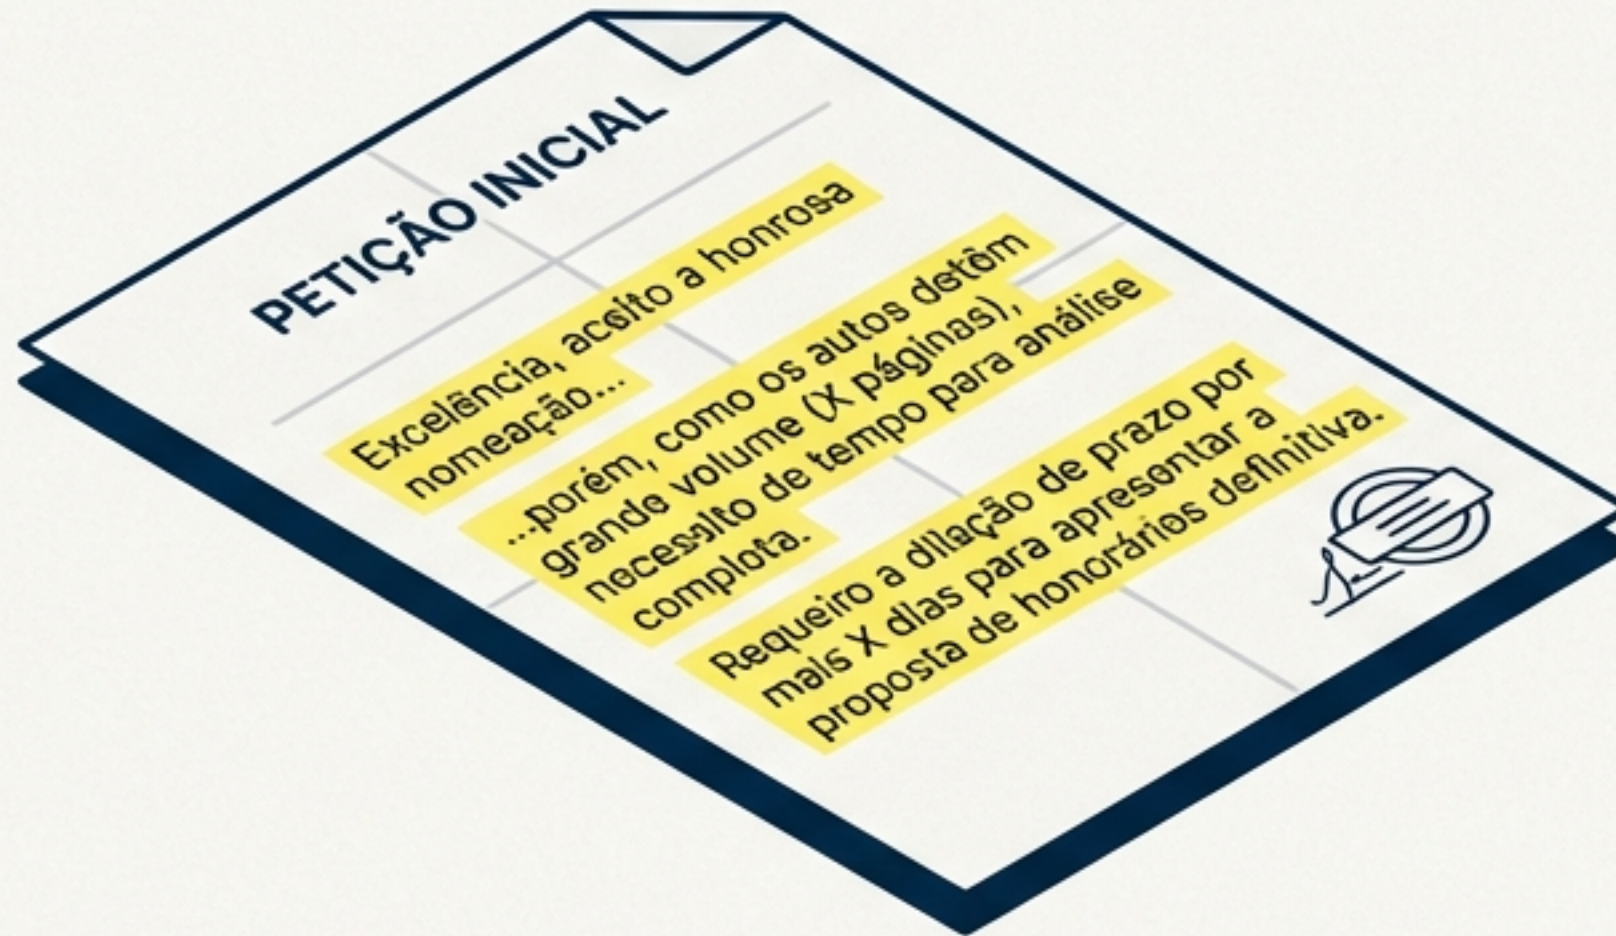 PETIÇÃO INICIAL
Excelência, aceito a honrosa
nomeação...
...porém, como os autos detêm
grande volume (X páginas),
necessito de tempo para análise
completa.
Requeiro a dilação de prazo por
mais X dias para apresentar a
proposta de honorários definitiva.